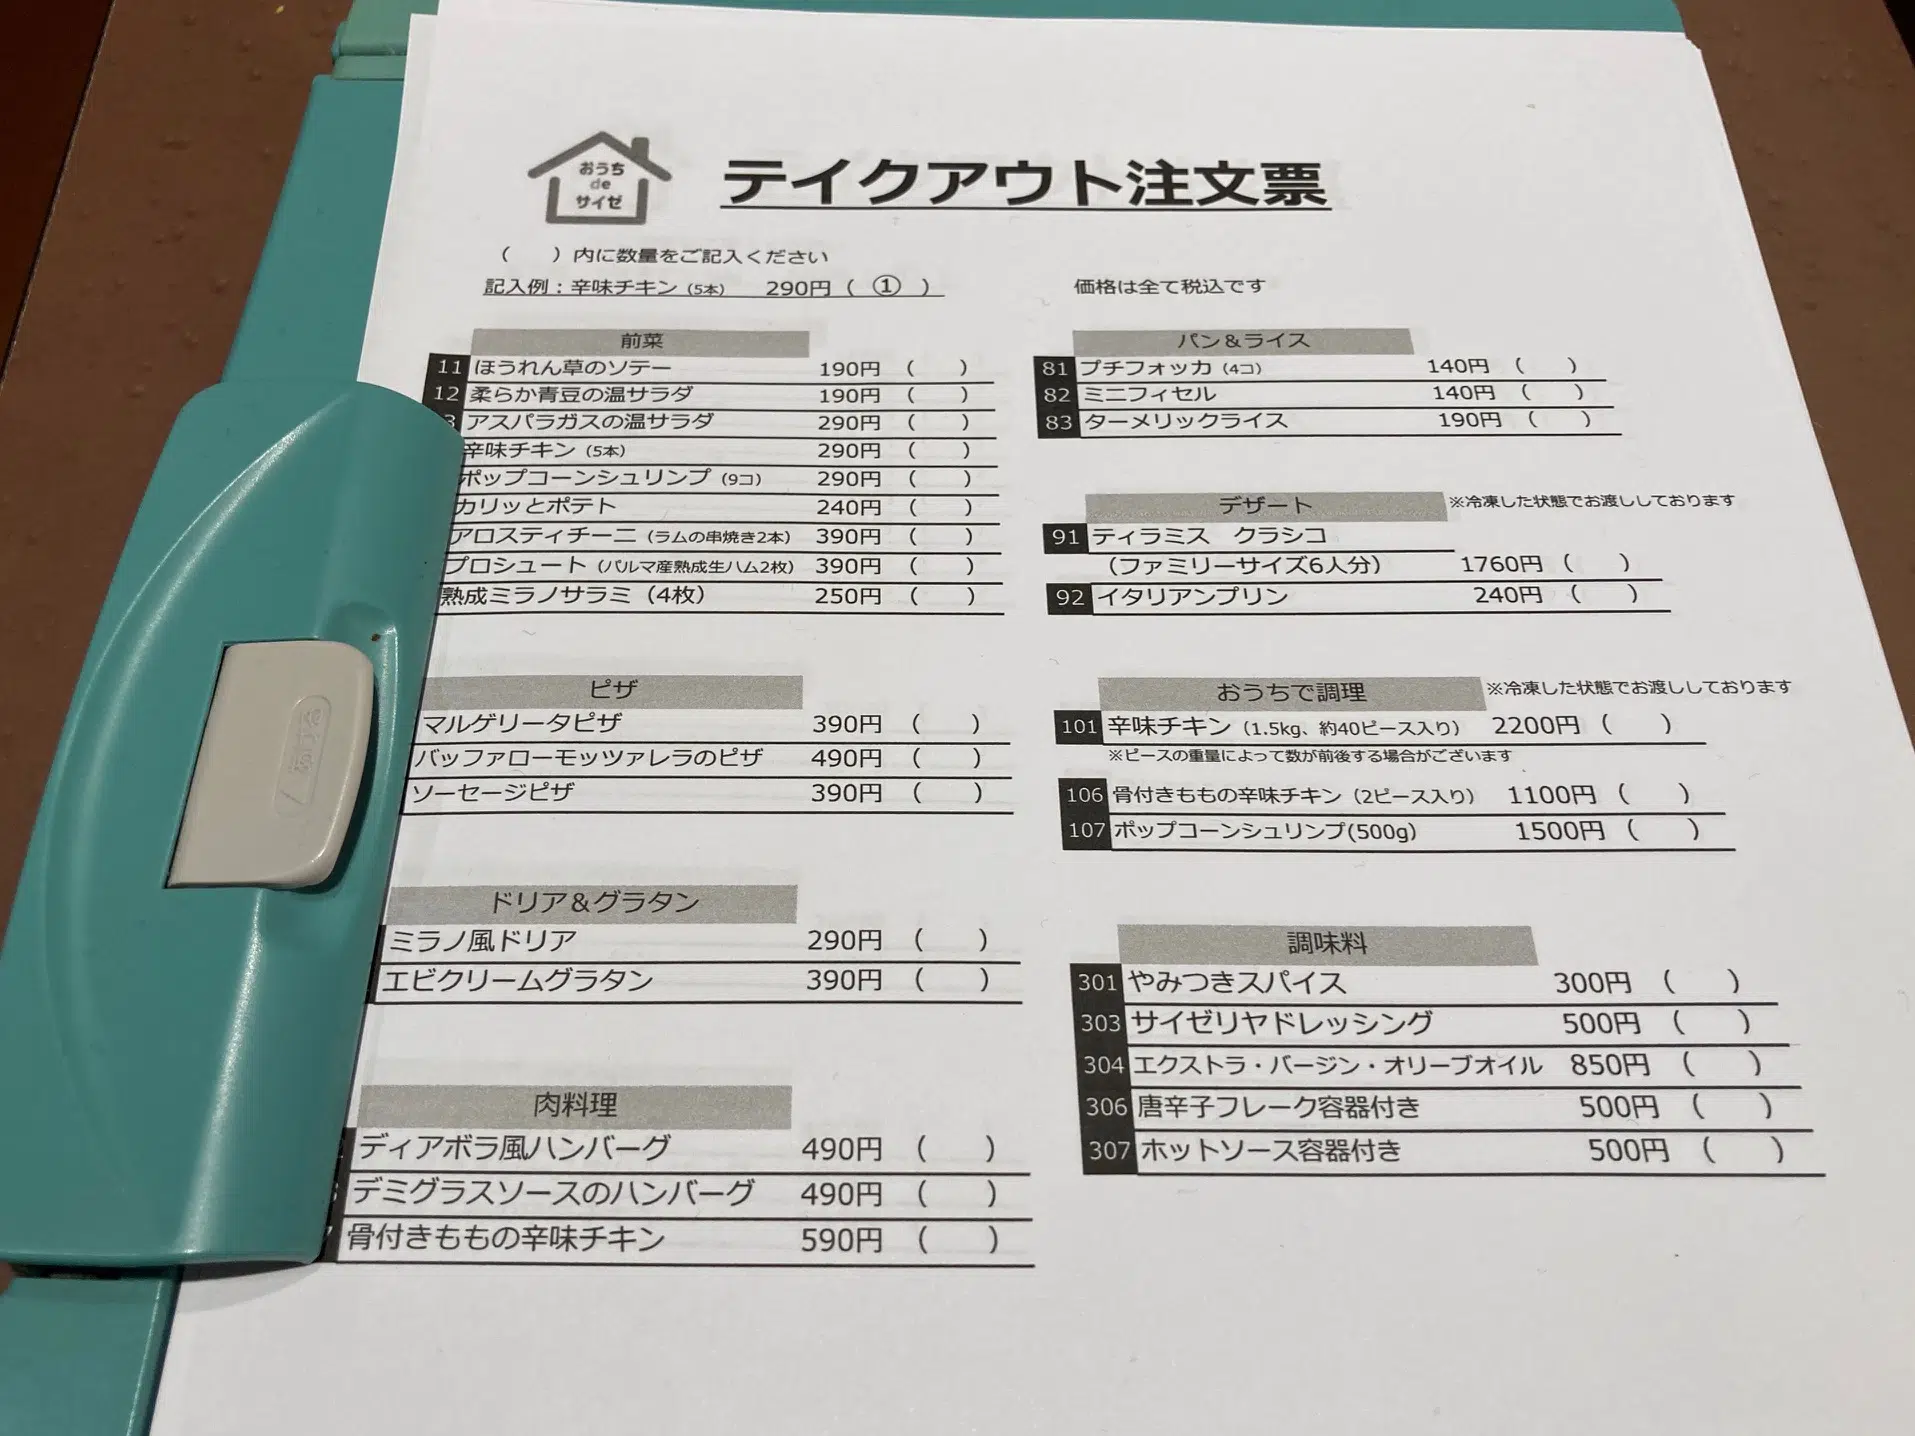 おうち
de
サイゼ
テイクアウト注文票
（　　）内に数量をご記入ください
記入例：辛味チキン（5本）　290円（　①　）
価格は全て税込です
前菜
11 ほうれん草のソテー 190円（　　）
12 柔らか青豆の温サラダ 190円（　　）
3 アスパラガスの温サラダ 290円（　　）
辛味チキン（5本） 290円（　　）
ポップコーンシュリンプ（9コ） 290円（　　）
カリッとポテト 240円（　　）
アロスティチーニ（ラムの串焼き2本） 390円（　　）
プロシュート（パルマ産熟成生ハム2枚） 390円（　　）
熟成ミラノサラミ（4枚） 250円（　　）
ピザ
マルゲリータピザ 390円（　　）
バッファローモッツァレラのピザ 490円（　　）
ソーセージピザ 390円（　　）
ドリア＆グラタン
ミラノ風ドリア 290円（　　）
エビクリームグラタン 390円（　　）
肉料理
ディアボラ風ハンバーグ 490円（　　）
デミグラスソースのハンバーグ 490円（　　）
7 骨付きももの辛味チキン 590円（　　）
パン＆ライス
81 プチフォッカ（4コ） 140円（　　）
82 ミニフィセル 140円（　　）
83 ターメリックライス 190円（　　）
デザート ※冷凍した状態でお渡ししております
91 ティラミス　クラシコ
（ファミリーサイズ6人分） 1760円（　　）
92 イタリアンプリン 240円（　　）
おうちで調理 ※冷凍した状態でお渡ししております
101 辛味チキン（1.5kg、約40ピース入り） 2200円（　　）
※ピースの重量によって数が前後する場合がございます
106 骨付きももの辛味チキン（2ピース入り） 1100円（　　）
107 ポップコーンシュリンプ(500g) 1500円（　　）
調味料
301 やみつきスパイス 300円（　　）
303 サイゼリヤドレッシング 500円（　　）
304 エクストラ・バージン・オリーブオイル 850円（　　）
306 唐辛子フレーク容器付き 500円（　　）
307 ホットソース容器付き 500円（　　）